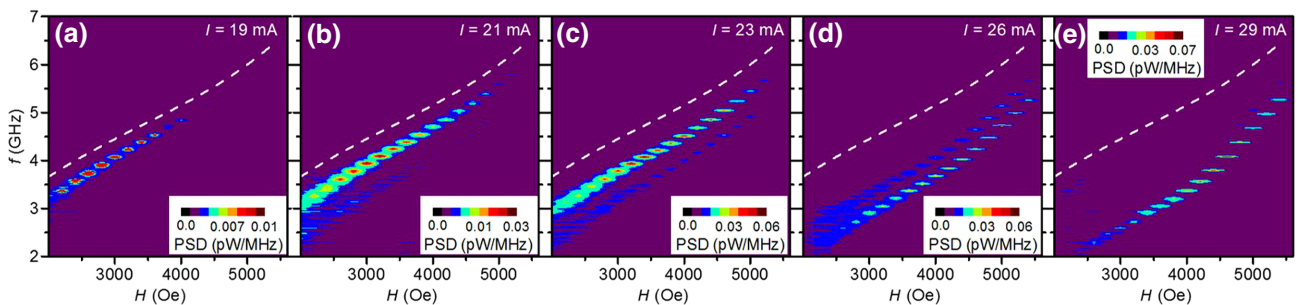 (a) I = 19 mA
(b) I = 21 mA
(c) I = 23 mA
(d) I = 26 mA
(e) I = 29 mA
f (GHz)
7
6
5
4
3
2
0.0 0.007 0.01
PSD (pW/MHz)
0.0 0.01 0.03
PSD (pW/MHz)
0.0 0.03 0.06
PSD (pW/MHz)
0.0 0.03 0.06
PSD (pW/MHz)
0.0 0.03 0.07
PSD (pW/MHz)
3000 4000 5000
H (Oe)
3000 4000 5000
H (Oe)
3000 4000 5000
H (Oe)
3000 4000 5000
H (Oe)
3000 4000 5000
H (Oe)